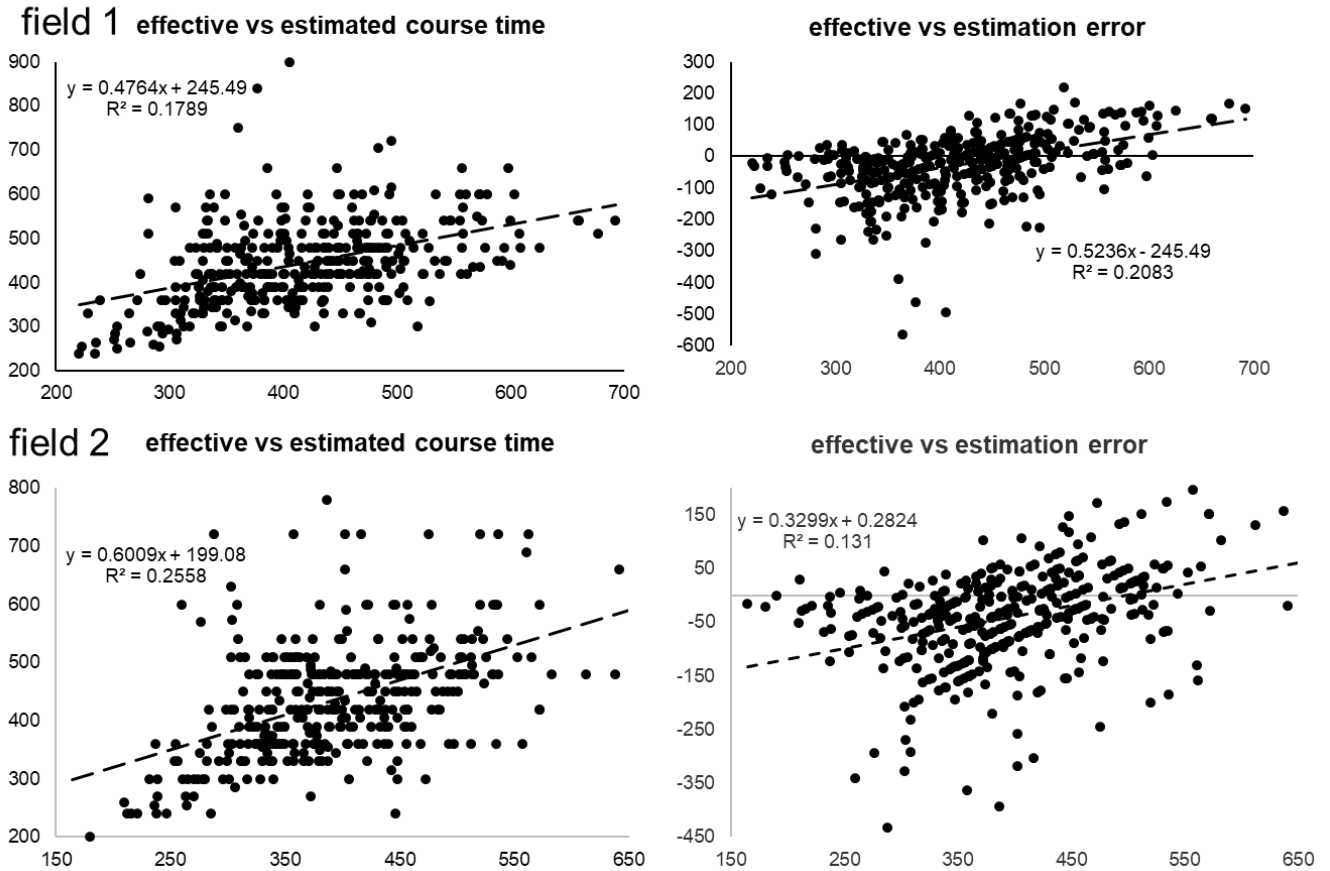 field 1 effective vs estimated course time
effective vs estimation error
900
800
700
600
500
400
300
200
y = 0.4764x + 245.49
R² = 0.1789
200 300 400 500 600 700
300
200
100
0
-100
-200
-300
-400
-500
-600
y = 0.5236x - 245.49
R² = 0.2083
200 300 400 500 600 700
field 2 effective vs estimated course time
effective vs estimation error
800
700
600
500
400
300
200
y = 0.6009x + 199.08
R² = 0.2558
150 250 350 450 550 650
150
50
-50
-150
-250
-350
-450
y = 0.3299x + 0.2824
R² = 0.131
150 250 350 450 550 650